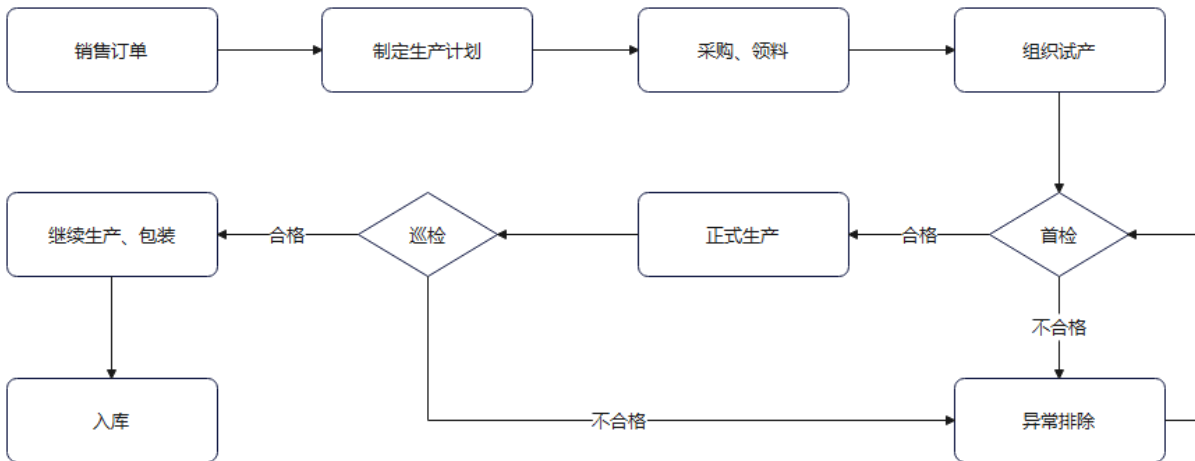 销售订单
制定生产计划
采购、领料
组织试产
继续生产、包装
合格
巡检
正式生产
合格
首检
不合格
入库
不合格
异常排除